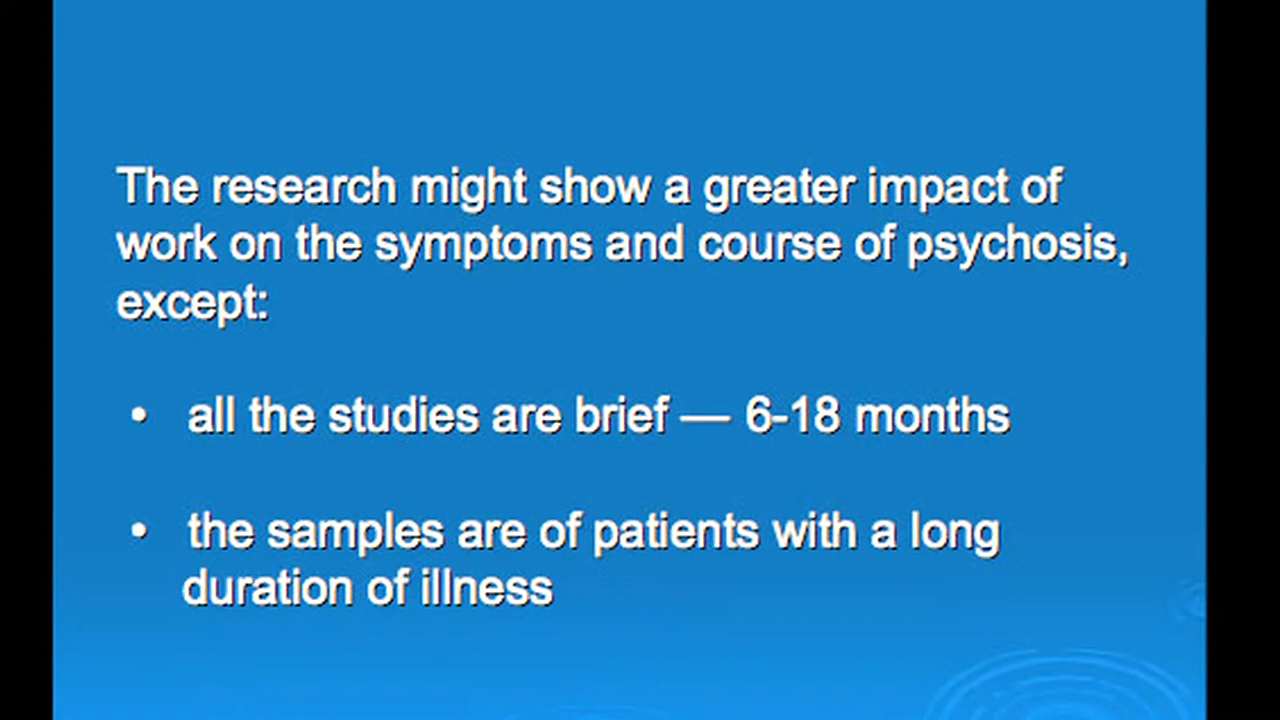 The research might show a greater impact of
work on the symptoms and course of psychosis,
except:
• all the studies are brief — 6-18 months
• the samples are of patients with a long
duration of illness